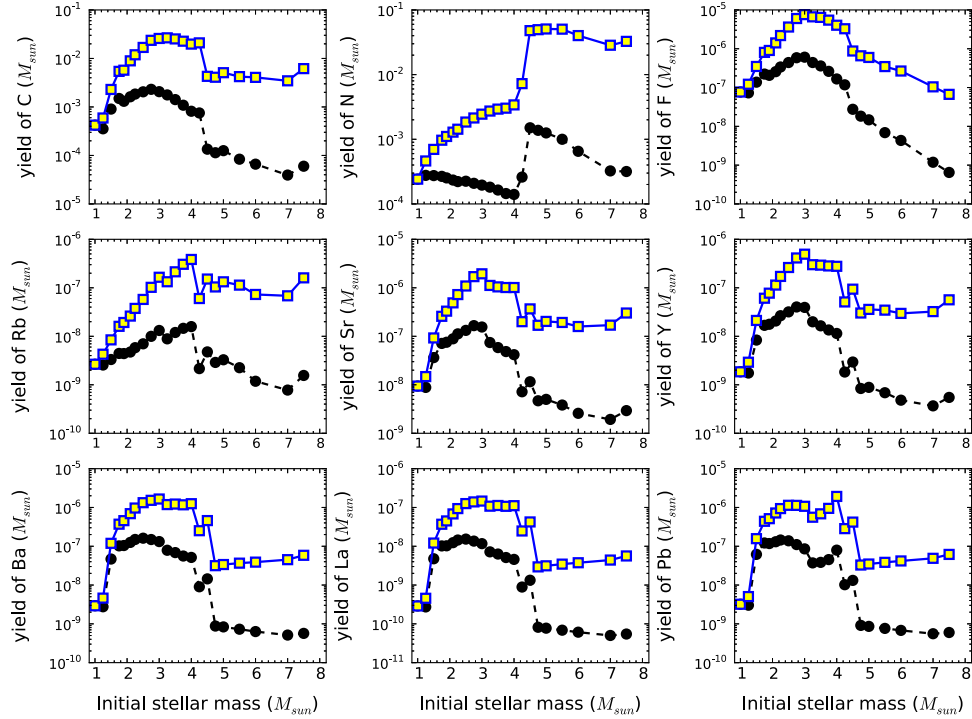 yield of C (M_sun)
10^-1
10^-2
10^-3
10^-4
10^-5
1 2 3 4 5 6 7 8
yield of N (M_sun)
10^-1
10^-2
10^-3
10^-4
1 2 3 4 5 6 7 8
yield of F (M_sun)
10^-5
10^-6
10^-7
10^-8
10^-9
10^-10
1 2 3 4 5 6 7 8
yield of Rb (M_sun)
10^-6
10^-7
10^-8
10^-9
10^-10
1 2 3 4 5 6 7 8
yield of Sr (M_sun)
10^-5
10^-6
10^-7
10^-8
10^-9
1 2 3 4 5 6 7 8
yield of Y (M_sun)
10^-6
10^-7
10^-8
10^-9
10^-10
1 2 3 4 5 6 7 8
yield of Ba (M_sun)
10^-5
10^-6
10^-7
10^-8
10^-9
10^-10
1 2 3 4 5 6 7 8
Initial stellar mass (M_sun)
yield of La (M_sun)
10^-6
10^-7
10^-8
10^-9
10^-10
10^-11
1 2 3 4 5 6 7 8
Initial stellar mass (M_sun)
yield of Pb (M_sun)
10^-5
10^-6
10^-7
10^-8
10^-9
10^-10
1 2 3 4 5 6 7 8
Initial stellar mass (M_sun)